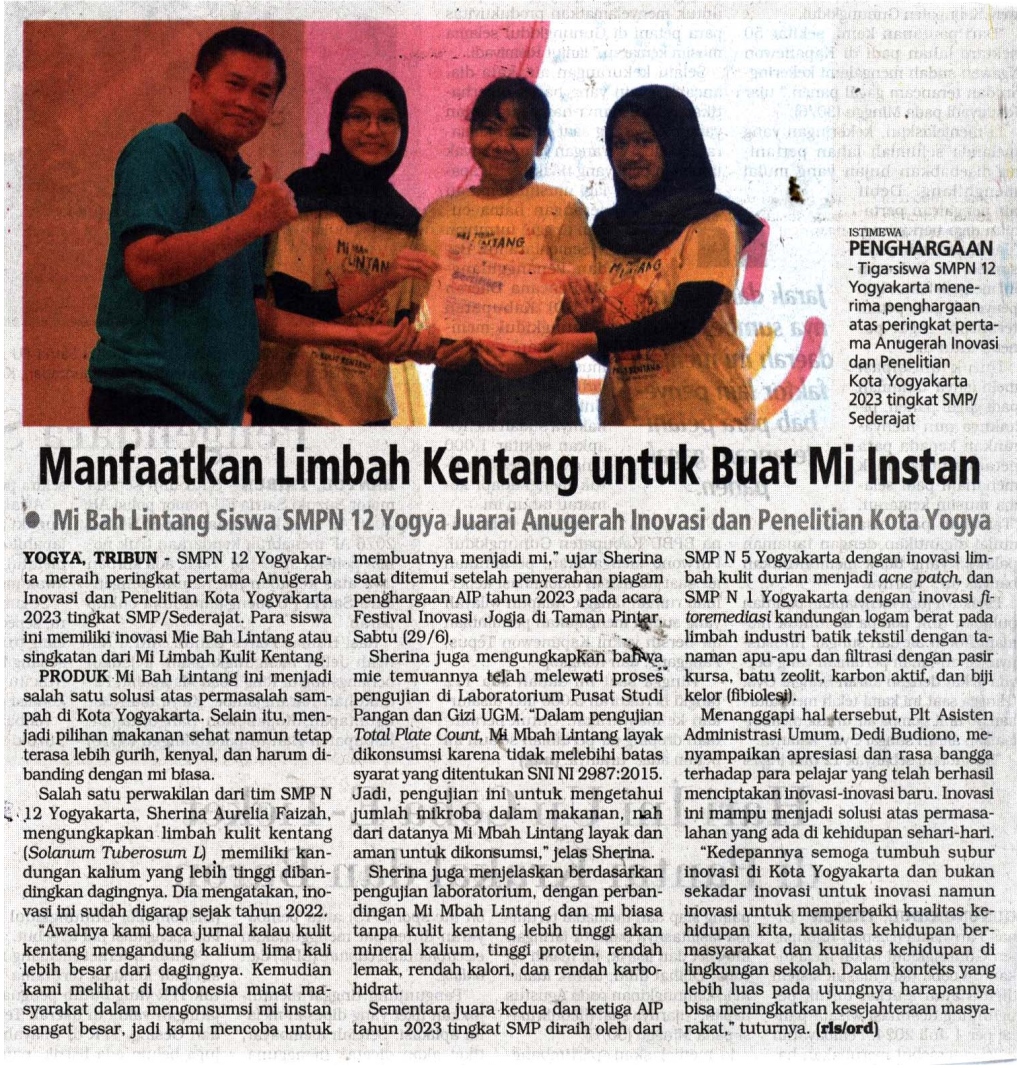 MI MBAH
LINTANG
ISTIMEWA
PENGHARGAAN
- Tiga siswa SMPN 12
Yogyakarta mene-
rima penghargaan
atas peringkat perta-
ma Anugerah Inovasi
dan Penelitian
Kota Yogyakarta
2023 tingkat SMP/
Sederajat
Manfaatkan Limbah Kentang untuk Buat Mi Instan
● Mi Bah Lintang Siswa SMPN 12 Yogya Juarai Anugerah Inovasi dan Penelitian Kota Yogya
YOGYA, TRIBUN - SMPN 12 Yogyakar-
ta meraih peringkat pertama Anugerah
Inovasi dan Penelitian Kota Yogyakarta
2023 tingkat SMP/Sederajat. Para siswa
ini memiliki inovasi Mie Bah Lintang atau
singkatan dari Mi Limbah Kulit Kentang.
PRODUK Mi Bah Lintang ini menjadi
salah satu solusi atas permasalah sam-
pah di Kota Yogyakarta. Selain itu, men-
jadi pilihan makanan sehat namun tetap
terasa lebih gurih, kenyal, dan harum di-
banding dengan mi biasa.
Salah satu perwakilan dari tim SMP N
12 Yogyakarta, Sherina Aurelia Faizah,
mengungkapkan limbah kulit kentang
(Solanum Tuberosum L) memiliki kan-
dungan kalium yang lebih tinggi diban-
dingkan dagingnya. Dia mengatakan, ino-
vasi ini sudah digarap sejak tahun 2022.
"Awalnya kami baca jurnal kalau kulit
kentang mengandung kalium lima kali
lebih besar dari dagingnya. Kemudian
kami melihat di Indonesia minat ma-
syarakat dalam mengonsumsi mi instan
sangat besar, jadi kami mencoba untuk
membuatnya menjadi mi," ujar Sherina
saat ditemui setelah penyerahan piagam
penghargaan AIP tahun 2023 pada acara
Festival Inovasi Jogja di Taman Pintar,
Sabtu (29/6).
Sherina juga mengungkapkan bahwa
mie temuannya telah melewati proses
pengujian di Laboratorium Pusat Studi
Pangan dan Gizi UGM. "Dalam pengujian
Total Plate Count, Mi Mbah Lintang layak
dikonsumsi karena tidak melebihi batas
syarat yang ditentukan SNI NI 2987:2015.
Jadi, pengujian ini untuk mengetahui
jumlah mikroba dalam makanan, nah
dari datanya Mi Mbah Lintang layak dan
aman untuk dikonsumsi," jelas Sherina.
Sherina juga menjelaskan berdasarkan
pengujian laboratorium, dengan perban-
dingan Mi Mbah Lintang dan mi biasa
tanpa kulit kentang lebih tinggi akan
mineral kalium, tinggi protein, rendah
lemak, rendah kalori, dan rendah karbo-
hidrat.
Sementara juara kedua dan ketiga AIP
tahun 2023 tingkat SMP diraih oleh dari
SMP N 5 Yogyakarta dengan inovasi lim-
bah kulit durian menjadi acne patch, dan
SMP N 1 Yogyakarta dengan inovasi fi-
toremediasi kandungan logam berat pada
limbah industri batik tekstil dengan ta-
naman apu-apu dan filtrasi dengan pasir
kursa, batu zeolit, karbon aktif, dan biji
kelor (fibiolesi).
Menanggapi hal tersebut, Plt Asisten
Administrasi Umum, Dedi Budiono, me-
nyampaikan apresiasi dan rasa bangga
terhadap para pelajar yang telah berhasil
menciptakan inovasi-inovasi baru. Inovasi
ini mampu menjadi solusi atas permasa-
lahan yang ada di kehidupan sehari-hari.
"Kedepannya semoga tumbuh subur
inovasi di Kota Yogyakarta dan bukan
sekadar inovasi untuk inovasi namun
inovasi untuk memperbaiki kualitas ke-
hidupan kita, kualitas kehidupan ber-
masyarakat dan kualitas kehidupan di
lingkungan sekolah. Dalam konteks yang
lebih luas pada ujungnya harapannya
bisa meningkatkan kesejahteraan masya-
rakat," tuturnya. (rls/ord)